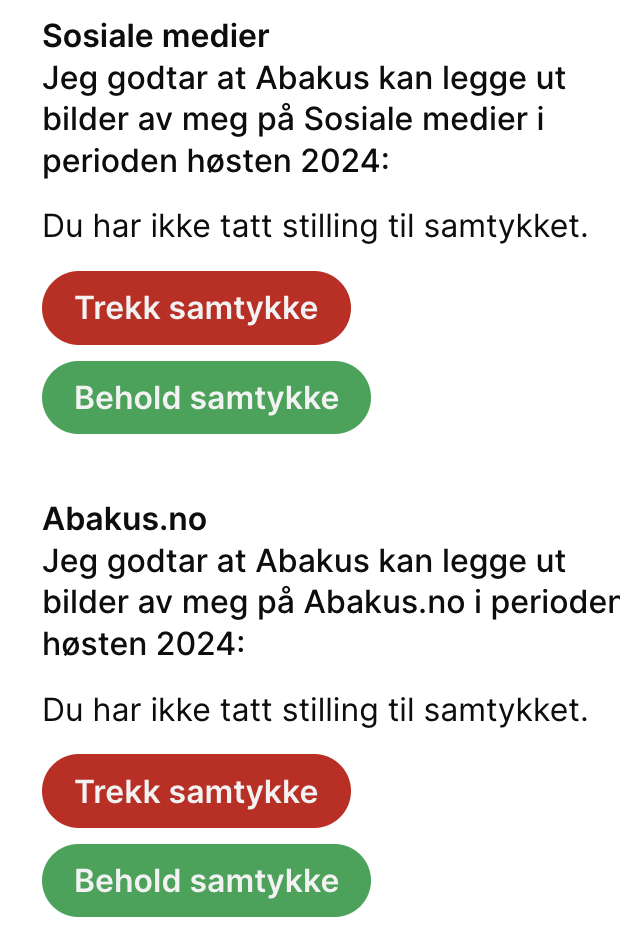 Sosiale medier
Jeg godtar at Abakus kan legge ut
bilder av meg på Sosiale medier i
perioden høsten 2024:
Du har ikke tatt stilling til samtykket.
Trekk samtykke
Behold samtykke
Abakus.no
Jeg godtar at Abakus kan legge ut
bilder av meg på Abakus.no i perioden
høsten 2024:
Du har ikke tatt stilling til samtykket.
Trekk samtykke
Behold samtykke